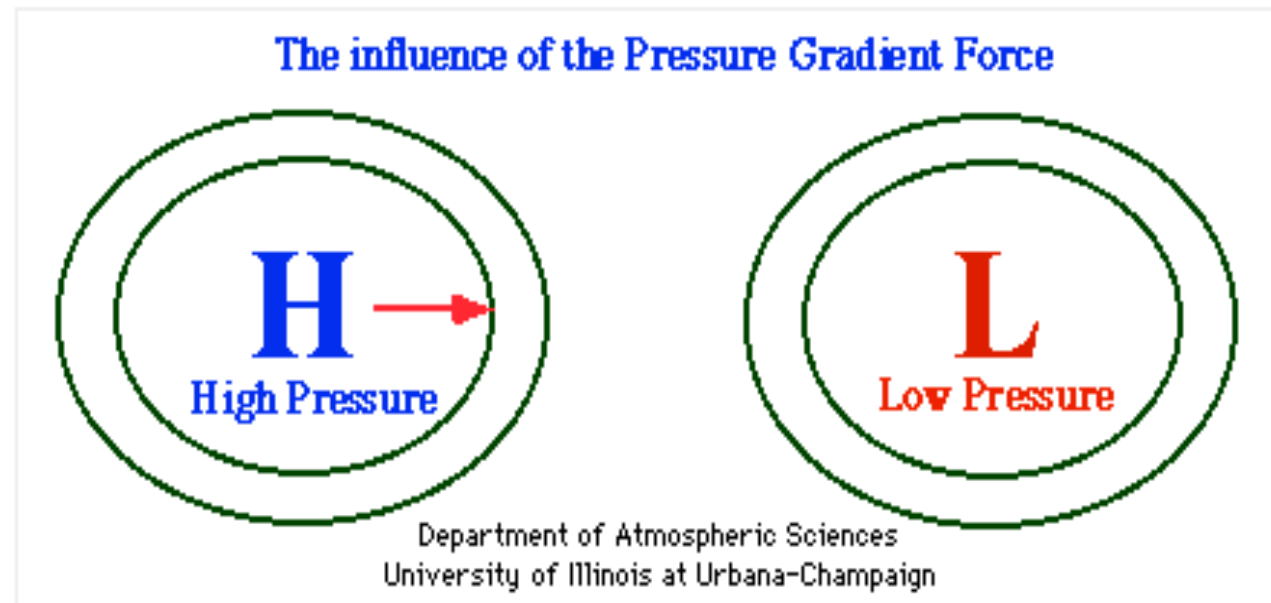 The influence of the Pressure Gradient Force
H
L
High Pressure
Low Pressure
Department of Atmospheric Sciences
University of Illinois at Urbana-Champaign